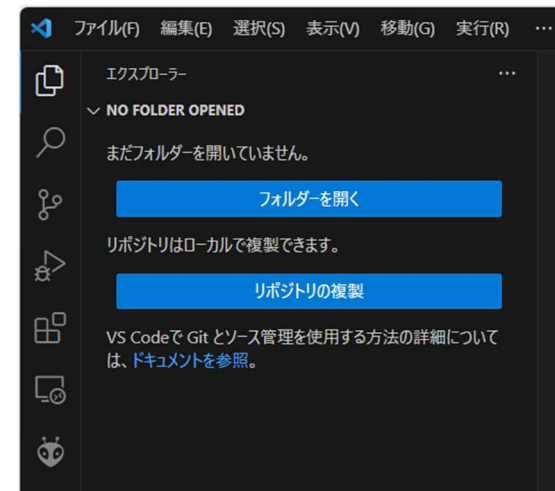 ファイル(F) 編集(E) 選択(S) 表示(V) 移動(G) 実行(R) …
エクスプローラー …
NO FOLDER OPENED
まだフォルダーを開いていません。
フォルダーを開く
リポジトリはローカルで複製できます。
リポジトリの複製
VS Codeで Git とソース管理を使用する方法の詳細について
は、ドキュメントを参照。